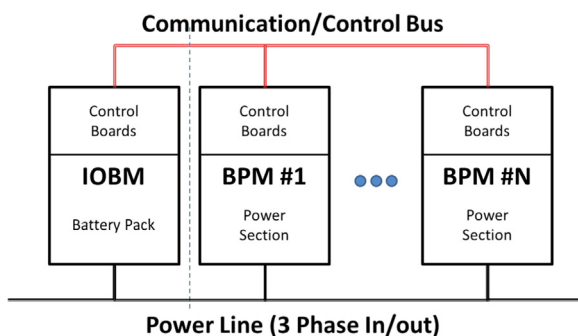 Communication/Control Bus
Control
Boards
IOBM
Battery Pack
Control
Boards
BPM #1
Power
Section
Control
Boards
BPM #N
Power
Section
Power Line (3 Phase In/out)